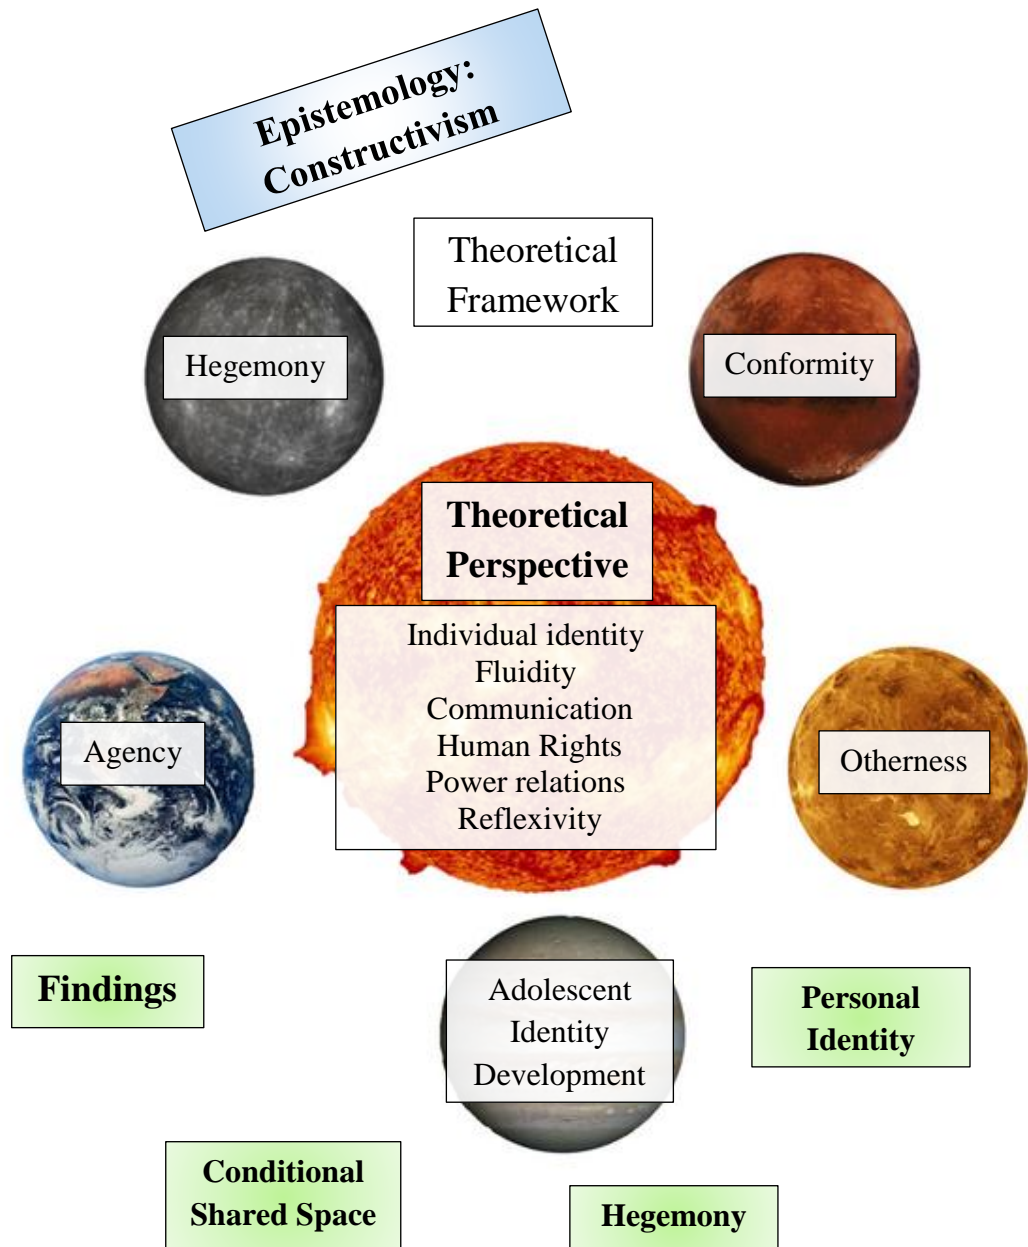 Epistemology:
Constructivism
Theoretical
Framework
Hegemony
Conformity
Theoretical
Perspective
Individual identity
Fluidity
Communication
Human Rights
Power relations
Reflexivity
Agency
Otherness
Adolescent
Identity
Development
Findings
Personal
Identity
Conditional
Shared Space
Hegemony